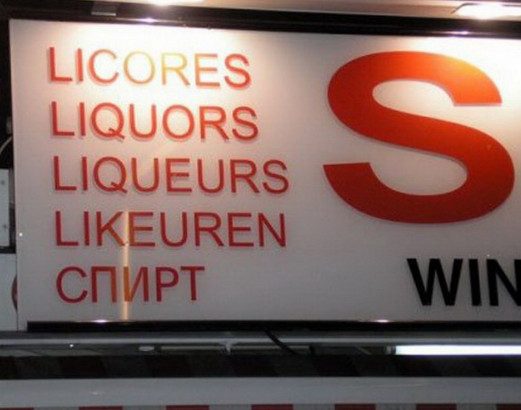 LICORES
LIQUORS
LIQUEURS
LIKEUREN
СПИРТ
S
WIN